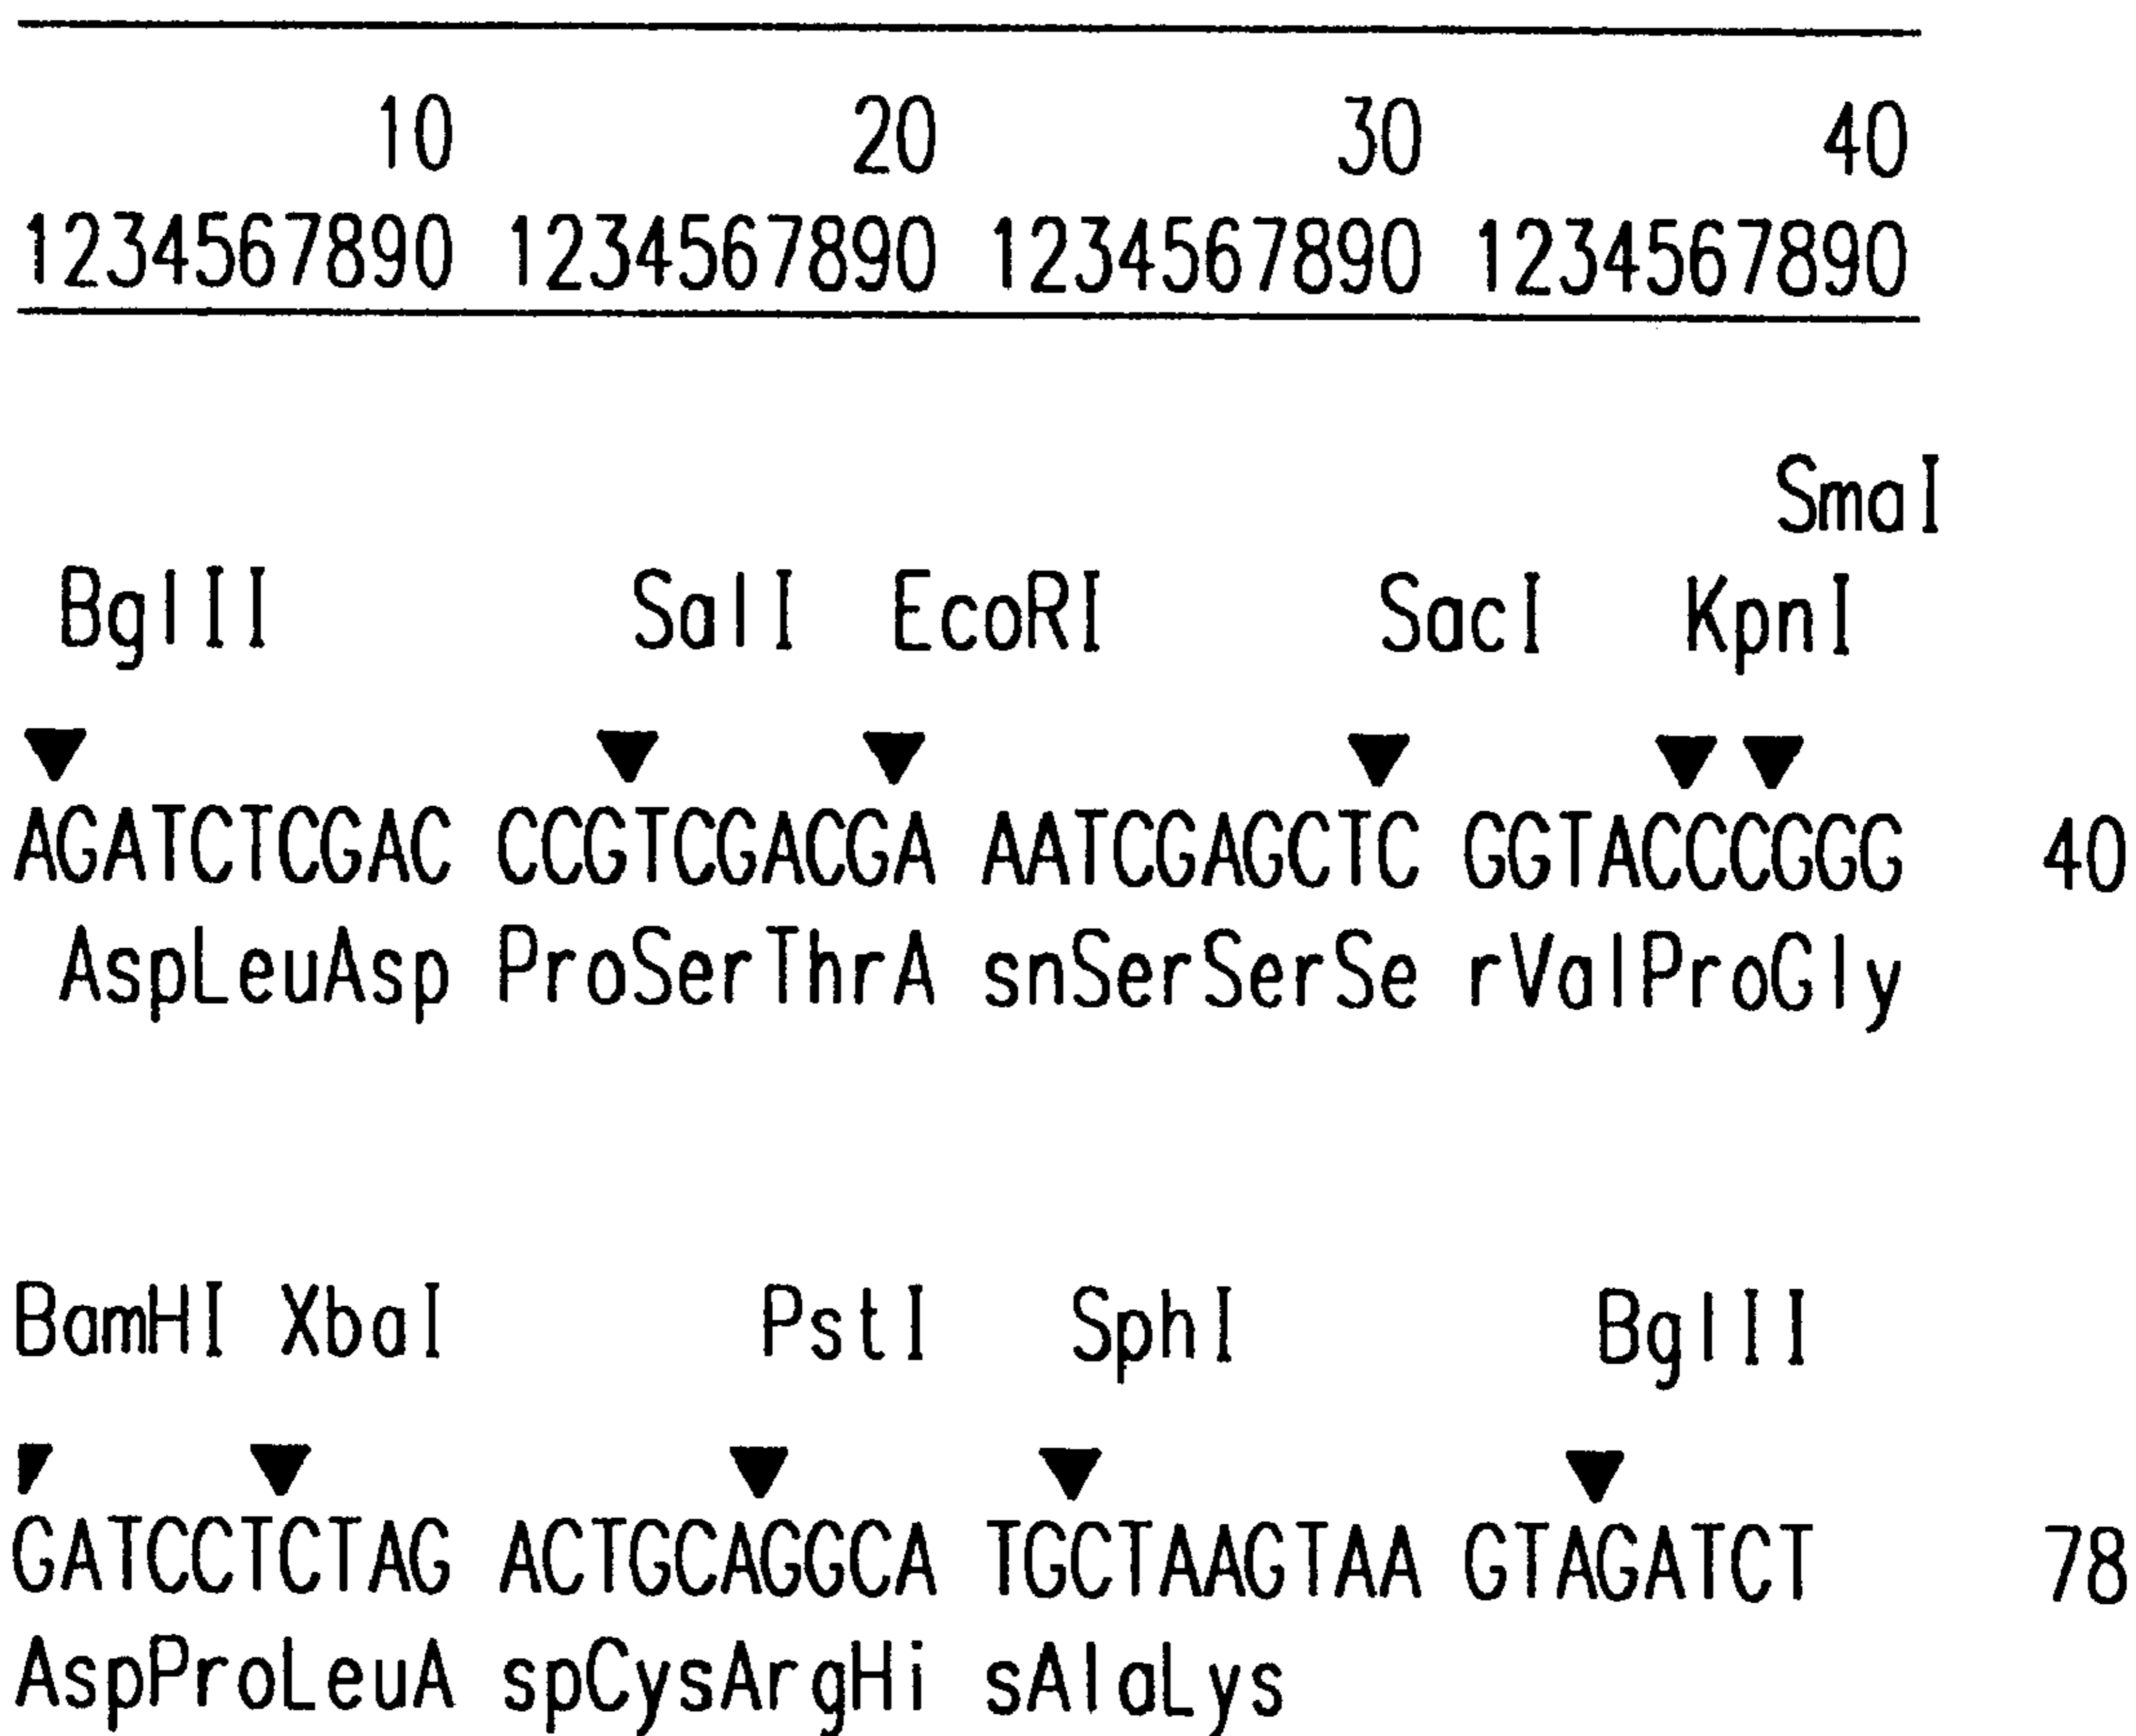 10 20 30 40
1234567890 1234567890 1234567890 1234567890
SmaI
BglII SalI EcoRI SacI KpnI
AGATCTCGAC CCGTCGACGA AATCGAGCTC GGTACCCGGG 40
AspLeuAsp ProSerThrA snSerSerSe rValProGly
BamHI XbaI PstI SphI BglII
GATCCTCTAG ACTGCAGGCA TGCTAAGTAA GTAGATCT 78
AspProLeuA spCysArgHi sAlaLys